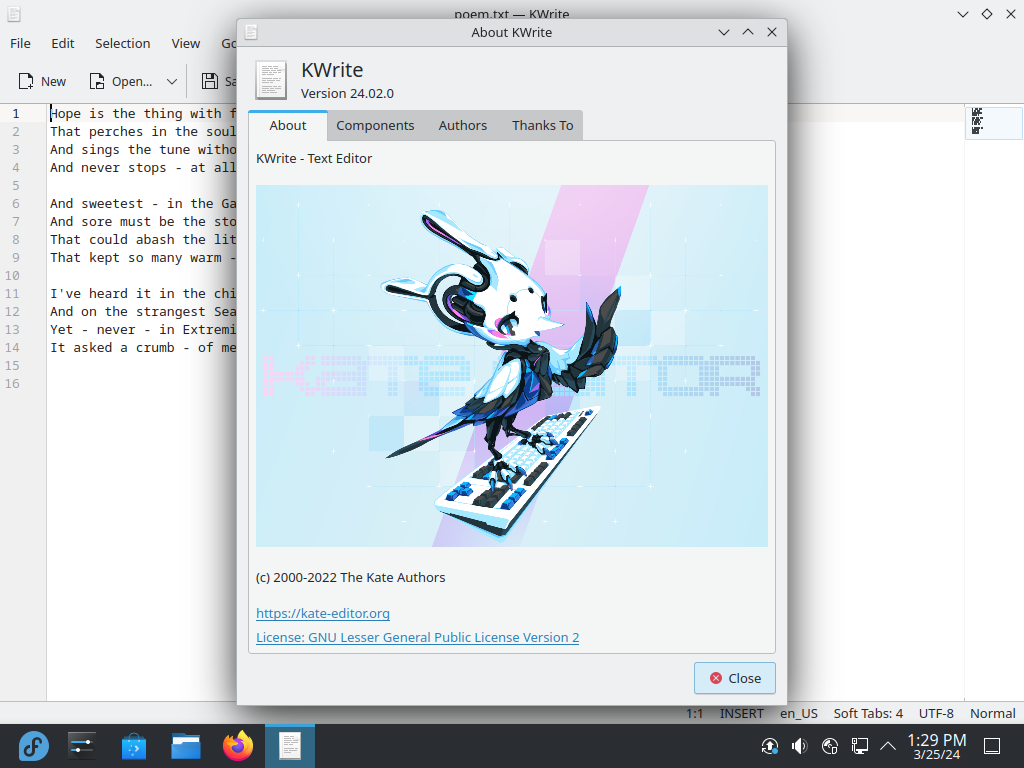 poem.txt — KWrite
File Edit Selection View Go
New Open... Sa
1 Hope is the thing with f
2 That perches in the soul
3 And sings the tune witho
4 And never stops - at all
5
6 And sweetest - in the Ga
7 And sore must be the sto
8 That could abash the lit
9 That kept so many warm -
10
11 I've heard it in the chi
12 And on the strangest Sea
13 Yet - never - in Extremi
14 It asked a crumb - of me
15
16
About KWrite
KWrite
Version 24.02.0
About Components Authors Thanks To
KWrite - Text Editor
(c) 2000-2022 The Kate Authors
https://kate-editor.org
License: GNU Lesser General Public License Version 2
Close
1:1 INSERT en_US Soft Tabs: 4 UTF-8 Normal
1:29 PM
3/25/24